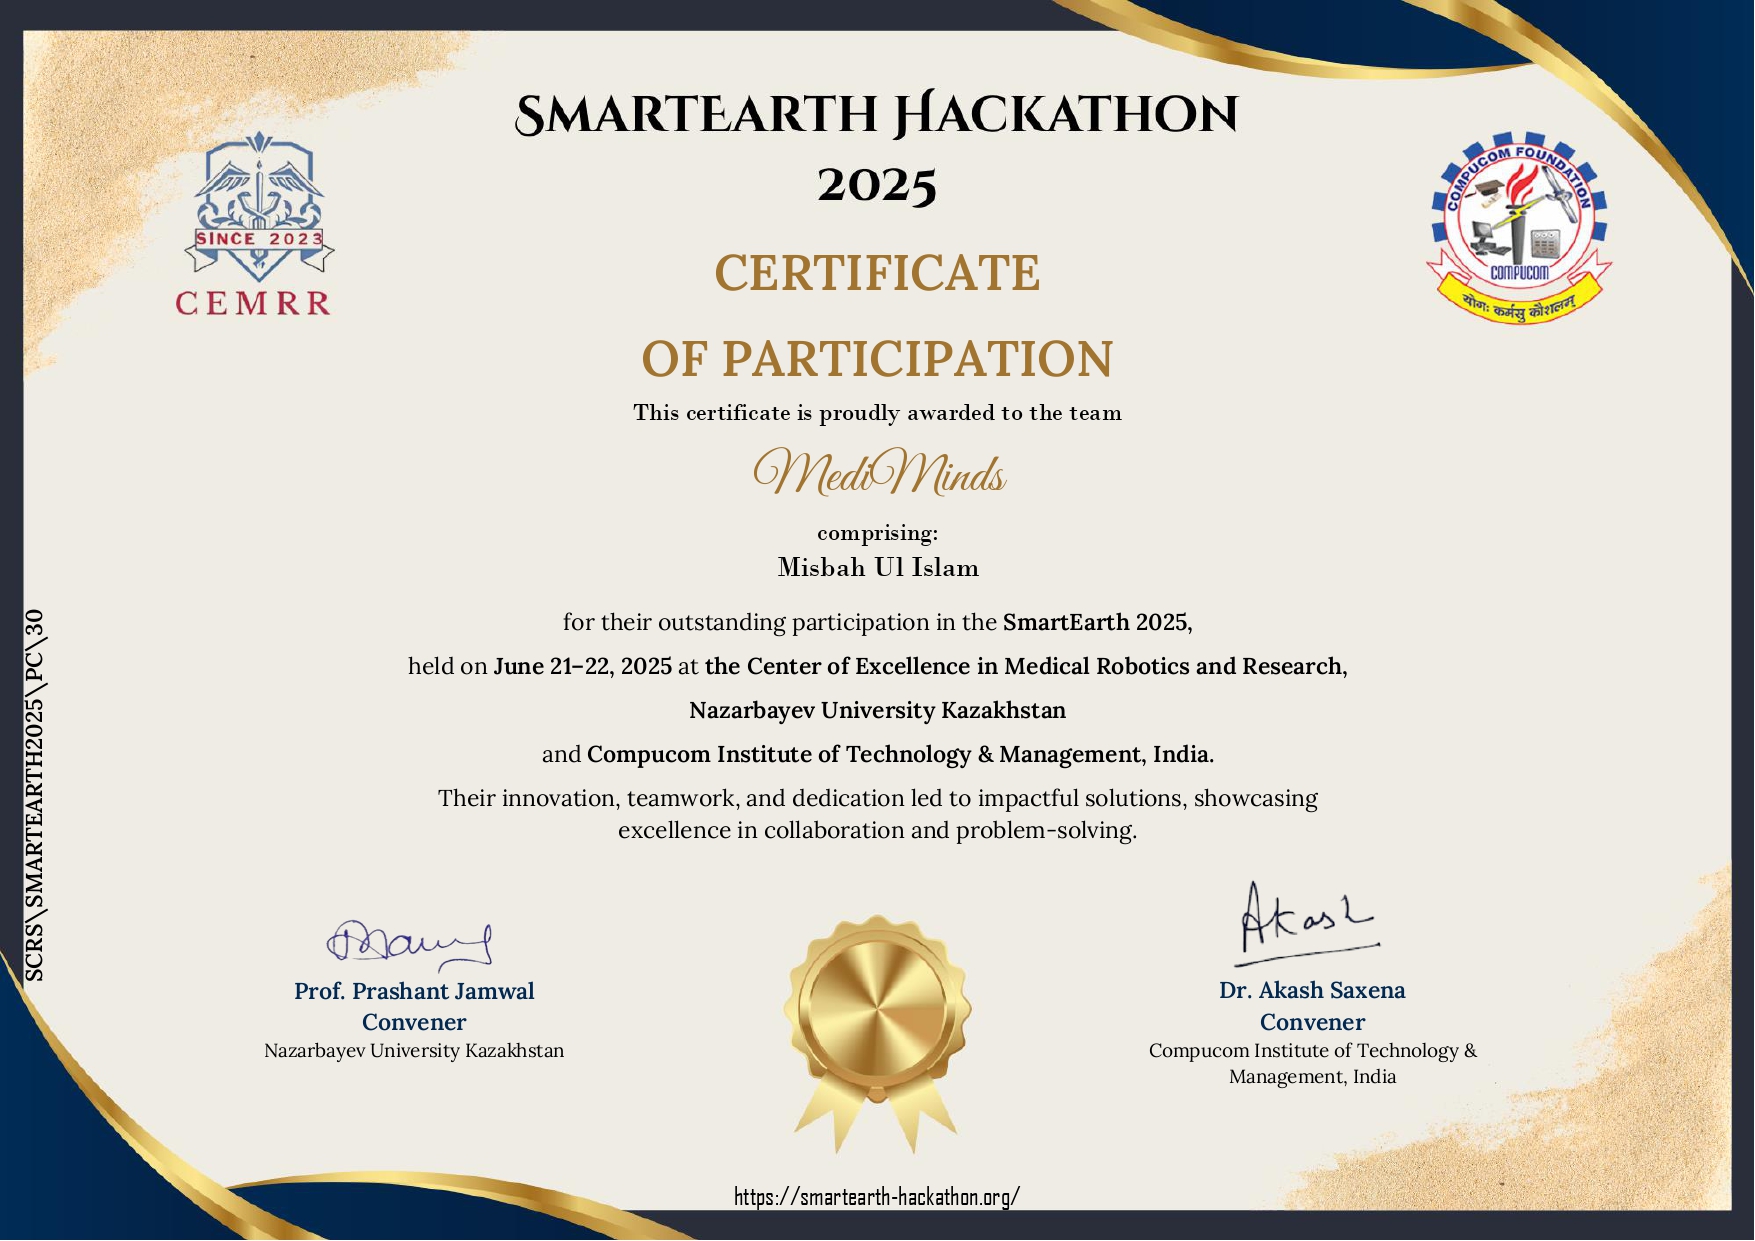 SmartEarth Hackathon
2025
SINCE 2023
CEMRR
COMPUCOM FOUNDATION
COMPUCOM
योगः कर्मसु कौशलम्
CERTIFICATE
OF PARTICIPATION
This certificate is proudly awarded to the team
MediMinds
comprising:
Misbah Ul Islam
for their outstanding participation in the SmartEarth 2025,
held on June 21–22, 2025 at the Center of Excellence in Medical Robotics and Research,
Nazarbayev University Kazakhstan
and Compucom Institute of Technology & Management, India.
Their innovation, teamwork, and dedication led to impactful solutions, showcasing
excellence in collaboration and problem-solving.
SCRS\SMARTEARTH2025\PC\30
Prof. Prashant Jamwal
Convener
Nazarbayev University Kazakhstan
Akash
Dr. Akash Saxena
Convener
Compucom Institute of Technology &
Management, India
https://smartearth-hackathon.org/